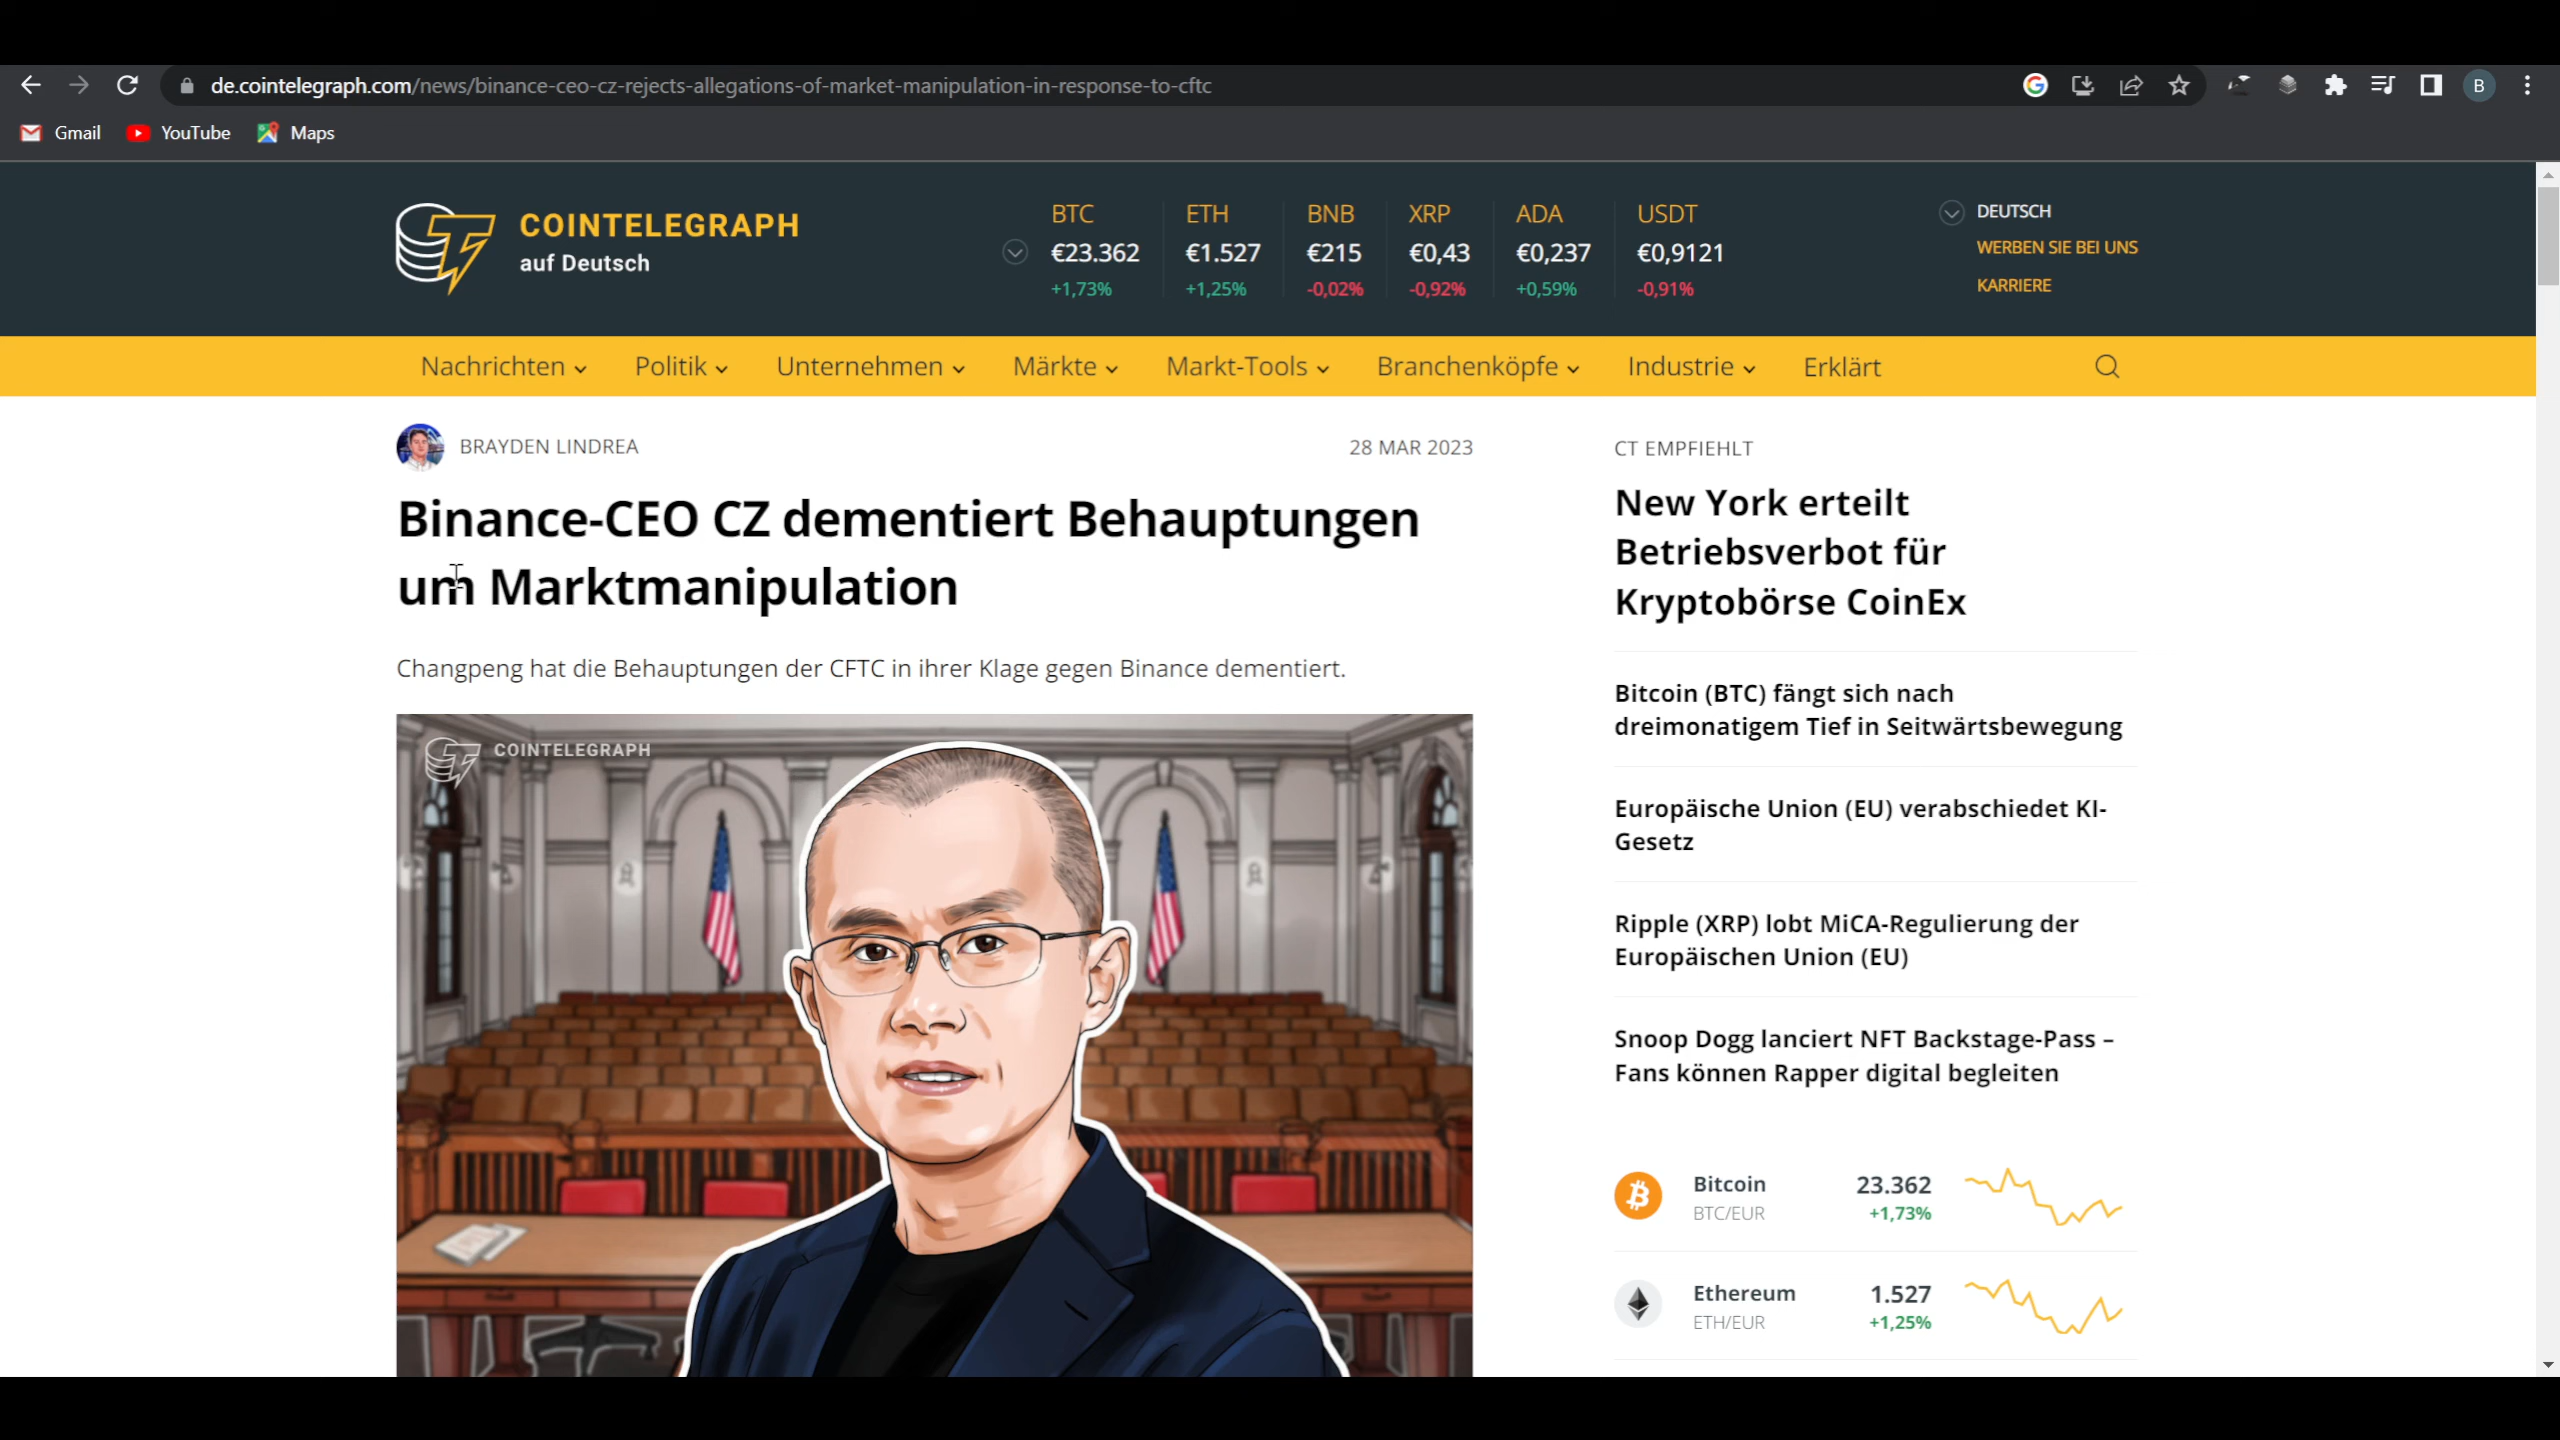 de.cointelegraph.com/news/binance-ceo-cz-rejects-allegations-of-market-manipulation-in-response-to-cftc
B
Gmail YouTube Maps
COINTELEGRAPH
auf Deutsch
BTC ETH BNB XRP ADA USDT
€23.362 €1.527 €215 €0,43 €0,237 €0,9121
+1,73% +1,25% -0,02% -0,92% +0,59% -0,91%
DEUTSCH
WERBEN SIE BEI UNS
KARRIERE
Nachrichten Politik Unternehmen Märkte Markt-Tools Branchenköpfe Industrie Erklärt
BRAYDEN LINDREA 28 MAR 2023
Binance-CEO CZ dementiert Behauptungen
um Marktmanipulation
Changpeng hat die Behauptungen der CFTC in ihrer Klage gegen Binance dementiert.
COINTELEGRAPH
CT EMPFIEHLT
New York erteilt
Betriebsverbot für
Kryptobörse CoinEx
Bitcoin (BTC) fängt sich nach
dreimonatigem Tief in Seitwärtsbewegung
Europäische Union (EU) verabschiedet KI-
Gesetz
Ripple (XRP) lobt MiCA-Regulierung der
Europäischen Union (EU)
Snoop Dogg lanciert NFT Backstage-Pass –
Fans können Rapper digital begleiten
Bitcoin 23.362
BTC/EUR +1,73%
Ethereum 1.527
ETH/EUR +1,25%